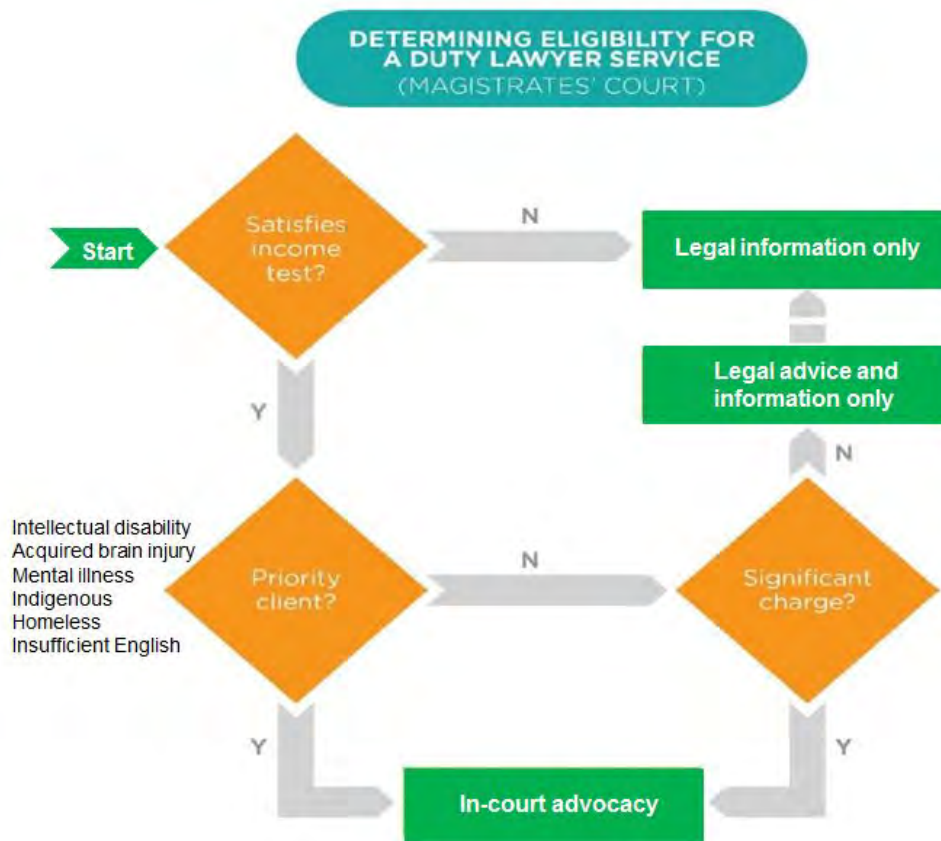 DETERMINING ELIGIBILITY FOR
A DUTY LAWYER SERVICE
(MAGISTRATES' COURT)
Start
Satisfies
income
test?
N
Legal information only
Legal advice and
information only
Y
N
Intellectual disability
Acquired brain injury
Mental illness
Indigenous
Homeless
Insufficient English
Priority
client?
N
Significant
charge?
Y
Y
In-court advocacy